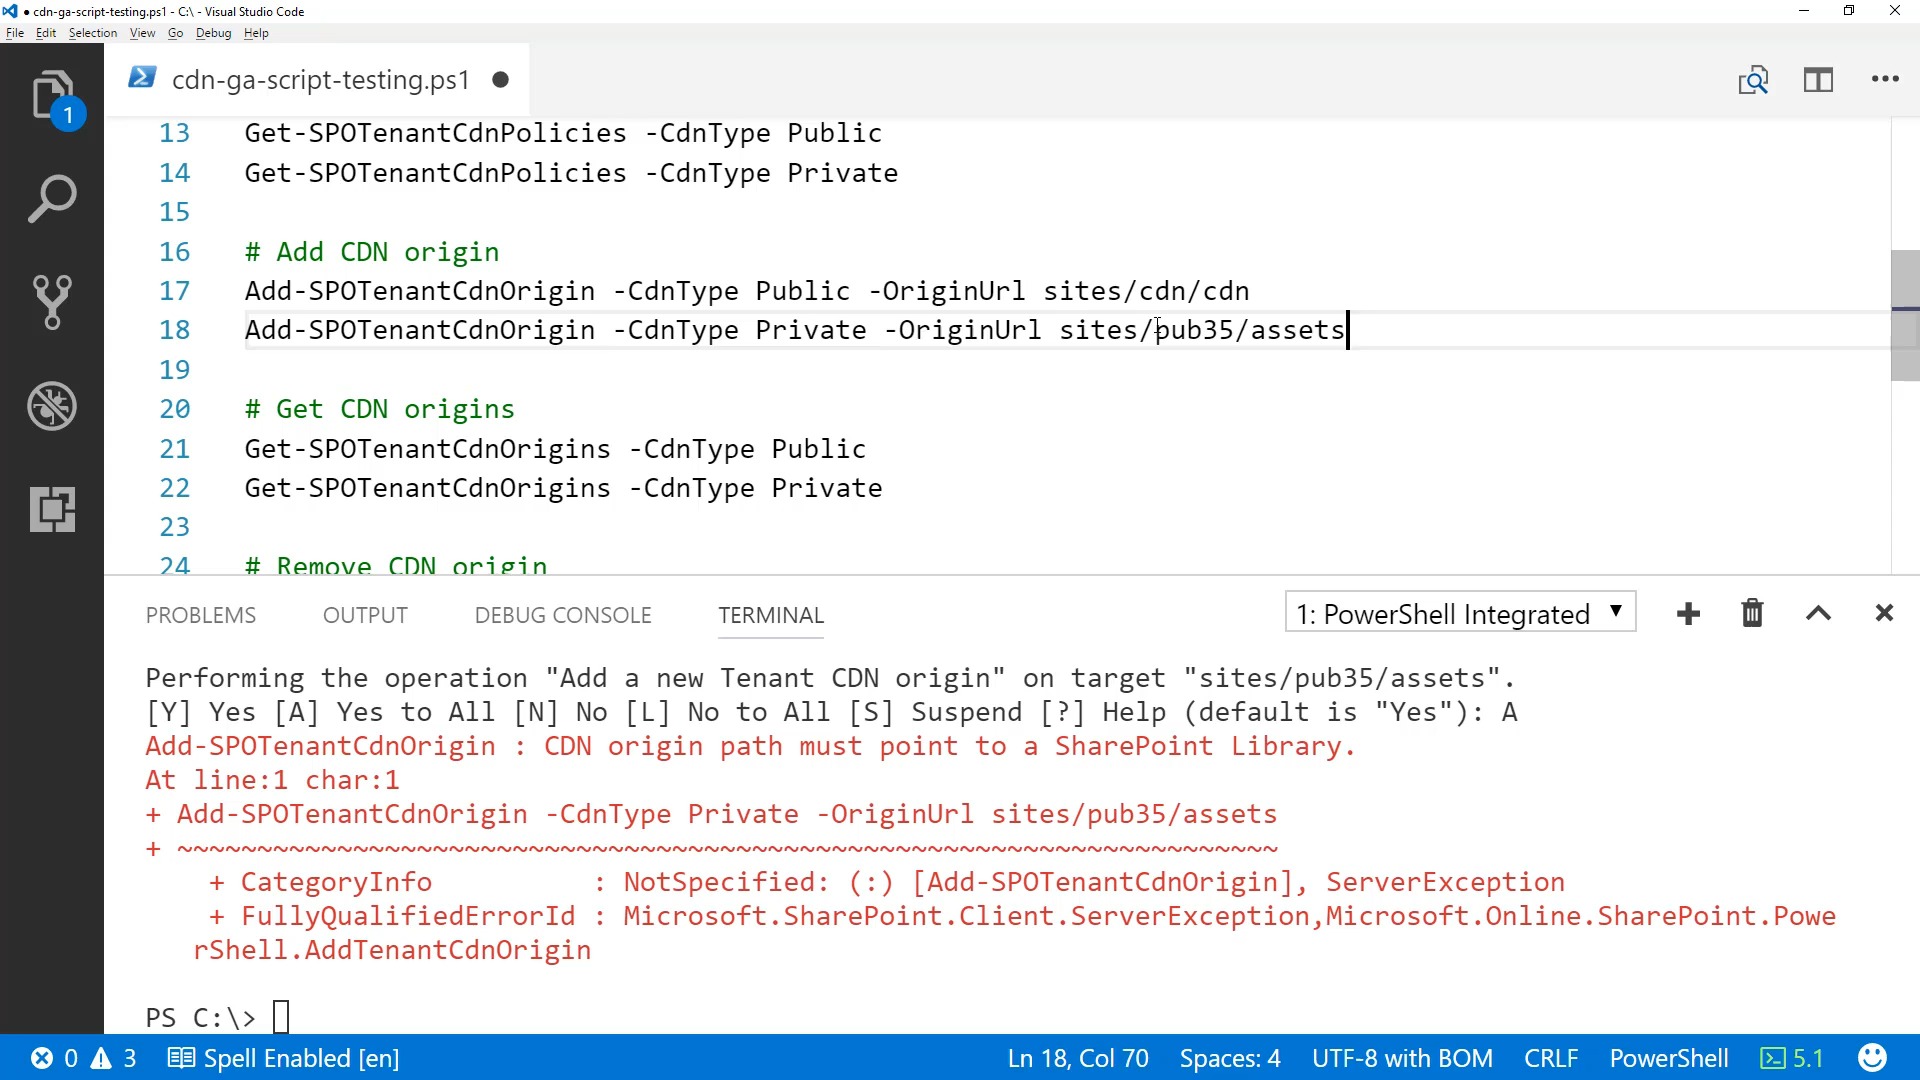 cdn-ga-script-testing.ps1 - C:\ - Visual Studio Code
File Edit Selection View Go Debug Help
cdn-ga-script-testing.ps1
1
13 Get-SPOTenantCdnPolicies -CdnType Public
14 Get-SPOTenantCdnPolicies -CdnType Private
15
16 # Add CDN origin
17 Add-SPOTenantCdnOrigin -CdnType Public -OriginUrl sites/cdn/cdn
18 Add-SPOTenantCdnOrigin -CdnType Private -OriginUrl sites/pub35/assets
19
20 # Get CDN origins
21 Get-SPOTenantCdnOrigins -CdnType Public
22 Get-SPOTenantCdnOrigins -CdnType Private
23
24 # Remove CDN origin
PROBLEMS OUTPUT DEBUG CONSOLE TERMINAL 1: PowerShell Integrated
Performing the operation "Add a new Tenant CDN origin" on target "sites/pub35/assets".
[Y] Yes [A] Yes to All [N] No [L] No to All [S] Suspend [?] Help (default is "Yes"): A
Add-SPOTenantCdnOrigin : CDN origin path must point to a SharePoint Library.
At line:1 char:1
+ Add-SPOTenantCdnOrigin -CdnType Private -OriginUrl sites/pub35/assets
+ ~~~~~~~~~~~~~~~~~~~~~~~~~~~~~~~~~~~~~~~~~~~~~~~~~~~~~~~~~~~~~~~~~~~~~
+ CategoryInfo : NotSpecified: (:) [Add-SPOTenantCdnOrigin], ServerException
+ FullyQualifiedErrorId : Microsoft.SharePoint.Client.ServerException,Microsoft.Online.SharePoint.Powe
rShell.AddTenantCdnOrigin
PS C:\>
0 3 Spell Enabled [en] Ln 18, Col 70 Spaces: 4 UTF-8 with BOM CRLF PowerShell 5.1